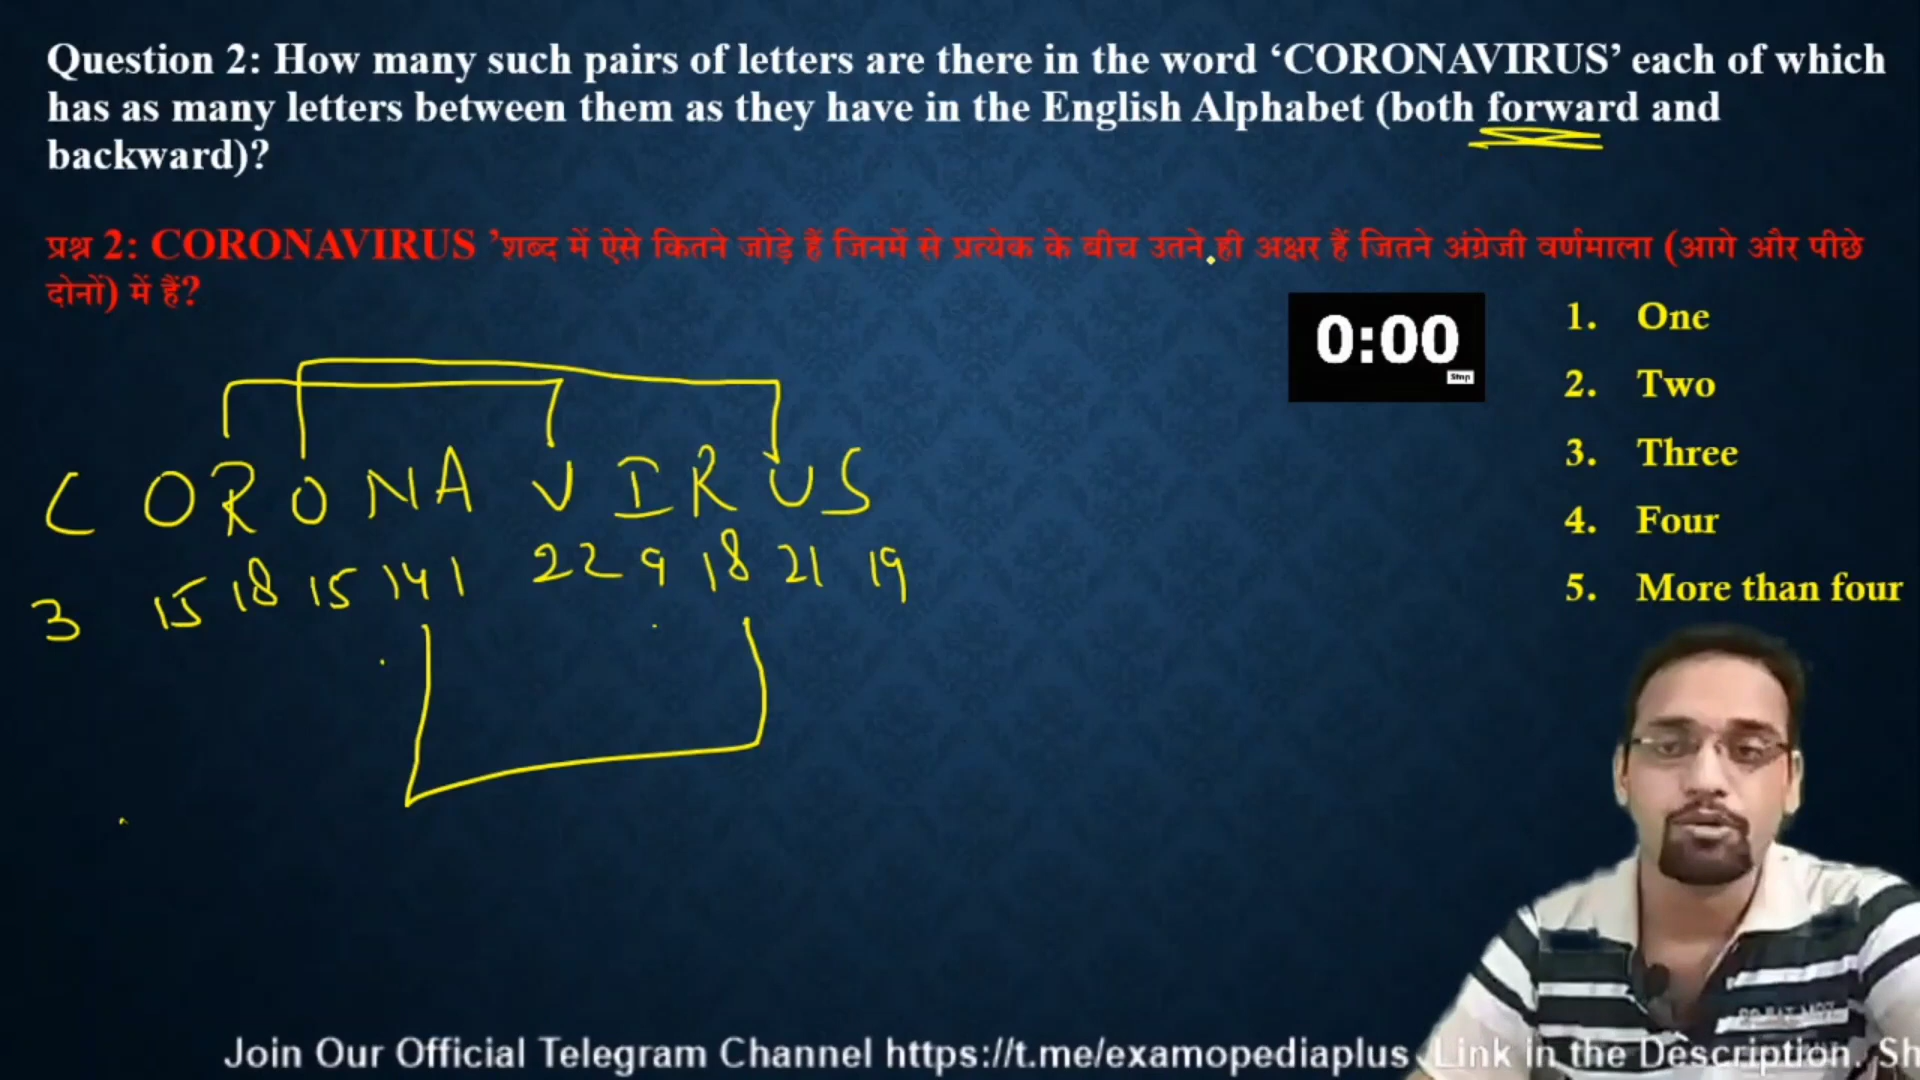 Question 2: How many such pairs of letters are there in the word ‘CORONAVIRUS’ each of which
has as many letters between them as they have in the English Alphabet (both forward and
backward)?
प्रश्न 2: CORONAVIRUS ’शब्द में ऐसे कितने जोड़े हैं जिनमें से प्रत्येक के बीच उतने ही अक्षर हैं जितने अंग्रेजी वर्णमाला (आगे और पीछे
दोनों) में हैं?
0:00
Stop
1. One
2. Two
3. Three
4. Four
5. More than four
C O R O N A V I R U S
3 15 18 15 14 1 22 9 18 21 19
Join Our Official Telegram Channel https://t.me/examopediaplus Link in the Description. Sh